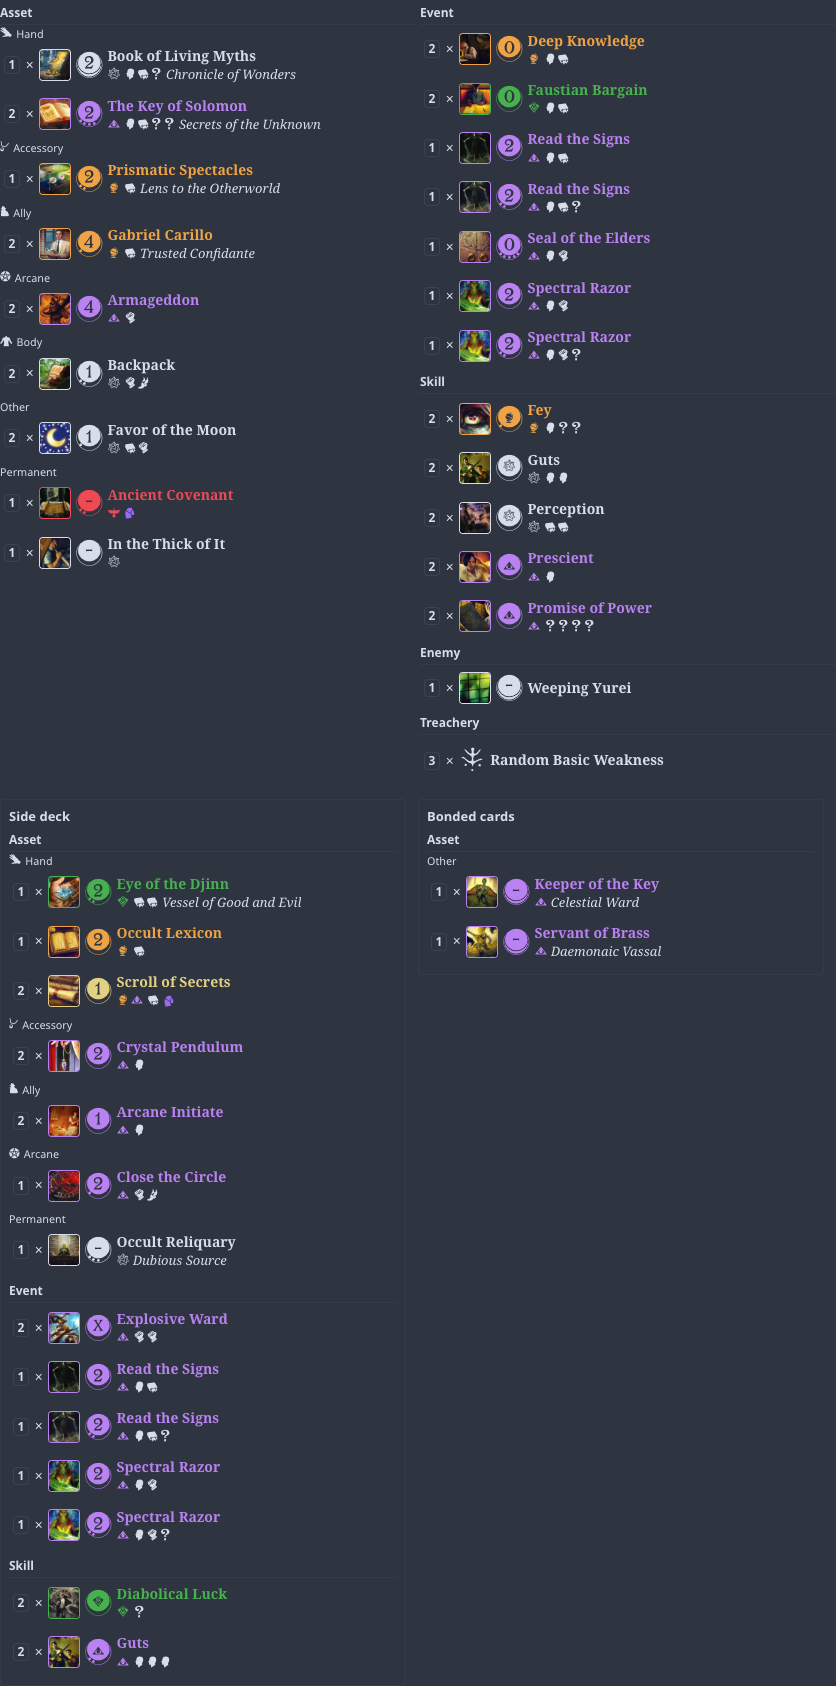 Asset
Hand
1 × 2 Book of Living Myths
? Chronicle of Wonders
2 × 2 The Key of Solomon
? ? Secrets of the Unknown
Accessory
1 × 2 Prismatic Spectacles
Lens to the Otherworld
Ally
2 × 4 Gabriel Carillo
Trusted Confidante
Arcane
2 × 4 Armageddon
Body
2 × 1 Backpack
Other
2 × 1 Favor of the Moon
Permanent
1 × – Ancient Covenant
1 × – In the Thick of It
Event
2 × 0 Deep Knowledge
2 × 0 Faustian Bargain
1 × 2 Read the Signs
1 × 2 Read the Signs
?
1 × 0 Seal of the Elders
1 × 2 Spectral Razor
1 × 2 Spectral Razor
?
Skill
2 × Fey
? ?
2 × Guts
2 × Perception
2 × Prescient
2 × Promise of Power
? ? ? ?
Enemy
1 × – Weeping Yurei
Treachery
3 × Random Basic Weakness
Side deck
Asset
Hand
1 × 2 Eye of the Djinn
Vessel of Good and Evil
1 × 2 Occult Lexicon
2 × 1 Scroll of Secrets
Accessory
2 × 2 Crystal Pendulum
Ally
2 × 1 Arcane Initiate
Arcane
1 × 2 Close the Circle
Permanent
1 × – Occult Reliquary
Dubious Source
Event
2 × X Explosive Ward
1 × 2 Read the Signs
1 × 2 Read the Signs
?
1 × 2 Spectral Razor
1 × 2 Spectral Razor
?
Skill
2 × Diabolical Luck
?
2 × Guts
Bonded cards
Asset
Other
1 × – Keeper of the Key
Celestial Ward
1 × – Servant of Brass
Daemonaic Vassal